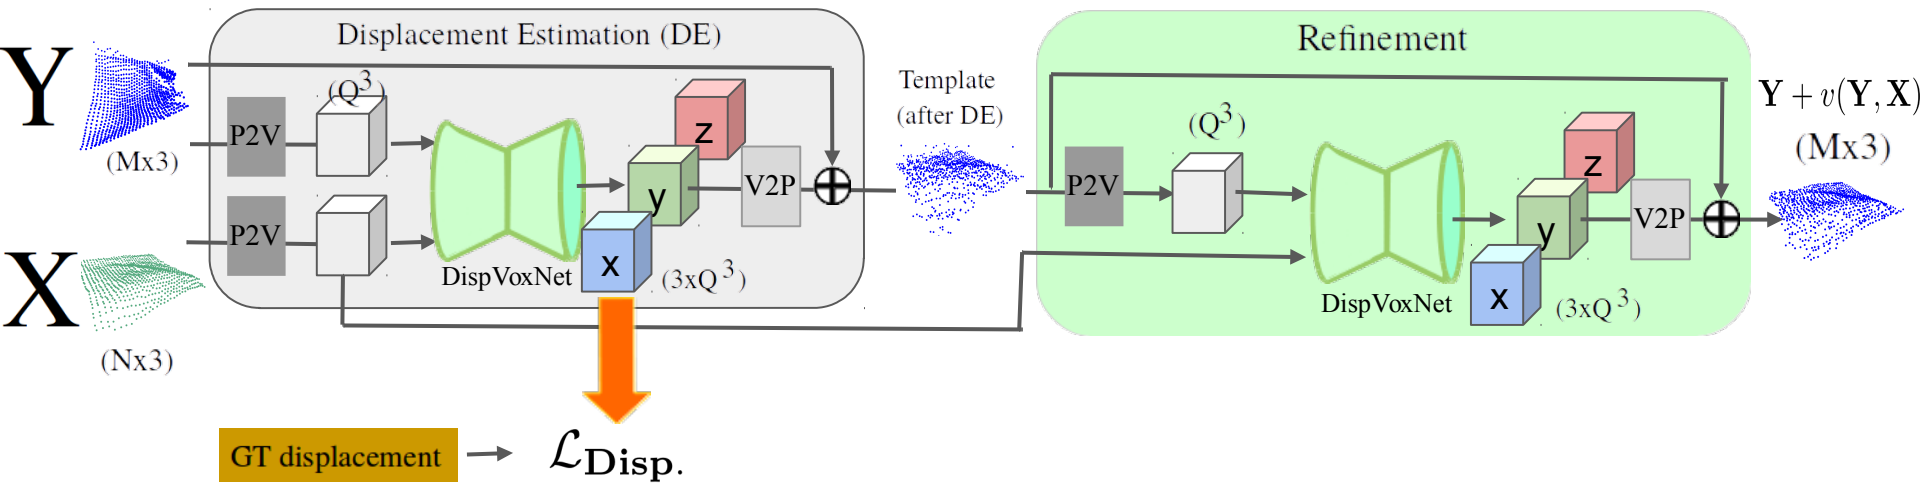 Y
(Mx3)
X
(Nx3)
Displacement Estimation (DE)
P2V
(Q³)
P2V
DispVoxNet
z
y
x
(3xQ³)
V2P
GT displacement
ℒ_Disp.
Template
(after DE)
Refinement
P2V
(Q³)
DispVoxNet
z
y
x
(3xQ³)
V2P
Y + v(Y, X)
(Mx3)